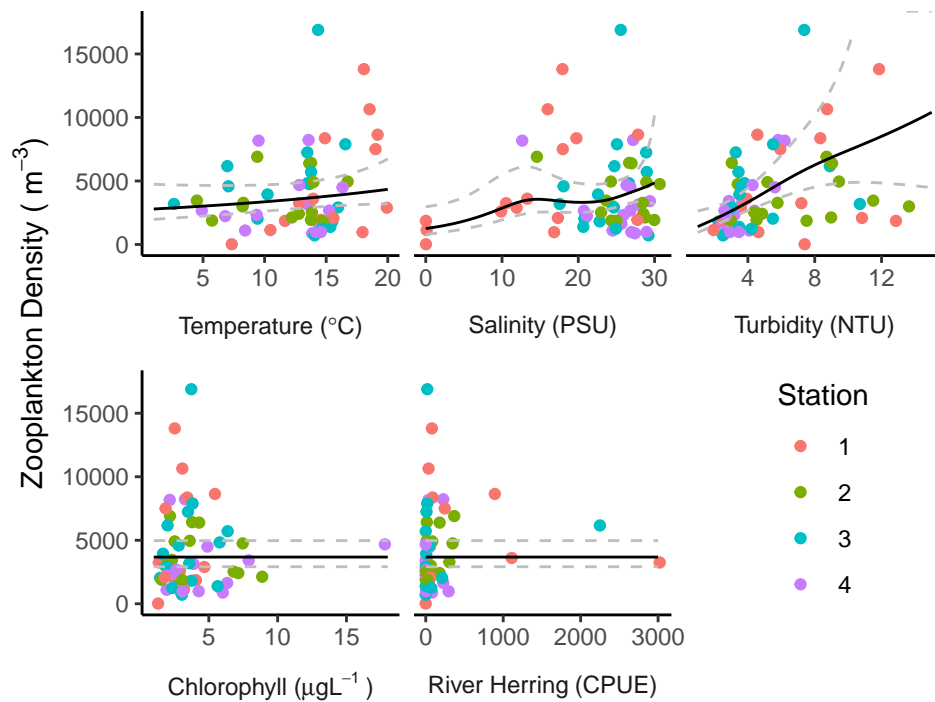 Zooplankton Density ( m⁻³)
15000
10000
5000
0
5 10 15 20
0 10 20 30
4 8 12
Temperature (°C)
Salinity (PSU)
Turbidity (NTU)
15000
10000
5000
0
5 10 15
0 1000 2000 3000
Chlorophyll (μgL⁻¹ )
River Herring (CPUE)
Station
1
2
3
4